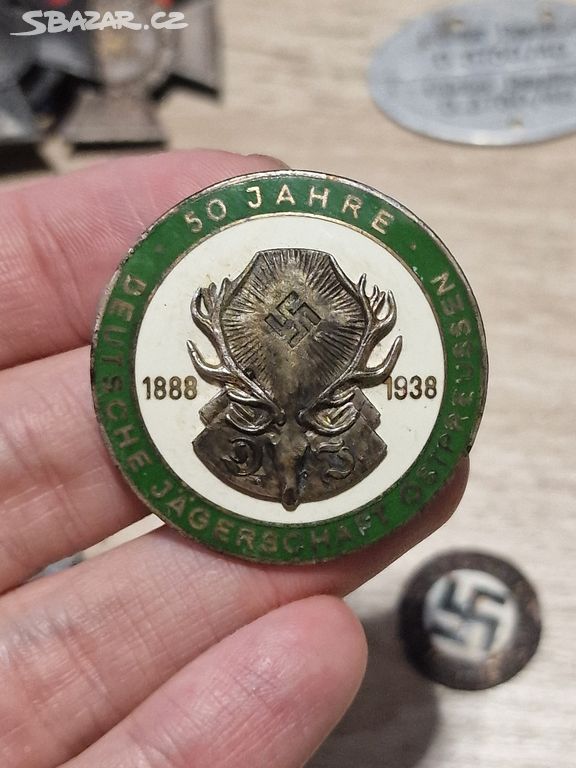 SBAZAR.CZ
· 50 JAHRE ·
DEUTSCHE JÄGERSCHAFT OSTPREUSSEN
1888
1938
D. J.